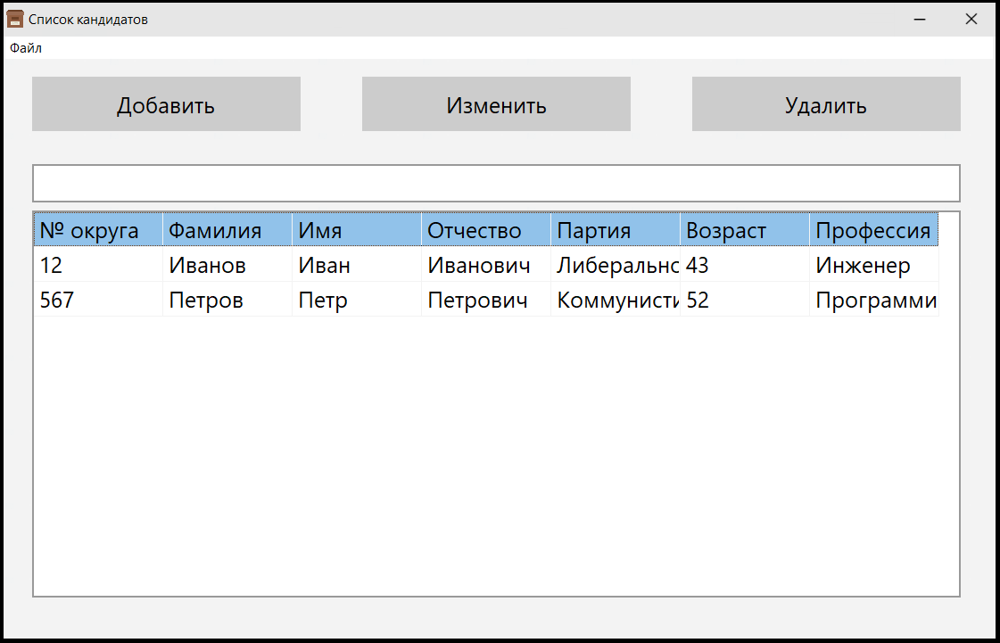 Список кандидатов
Файл
Добавить Изменить Удалить
№ округа Фамилия Имя Отчество Партия Возраст Профессия
12 Иванов Иван Иванович Либерально 43 Инженер
567 Петров Петр Петрович Коммунисти 52 Программи